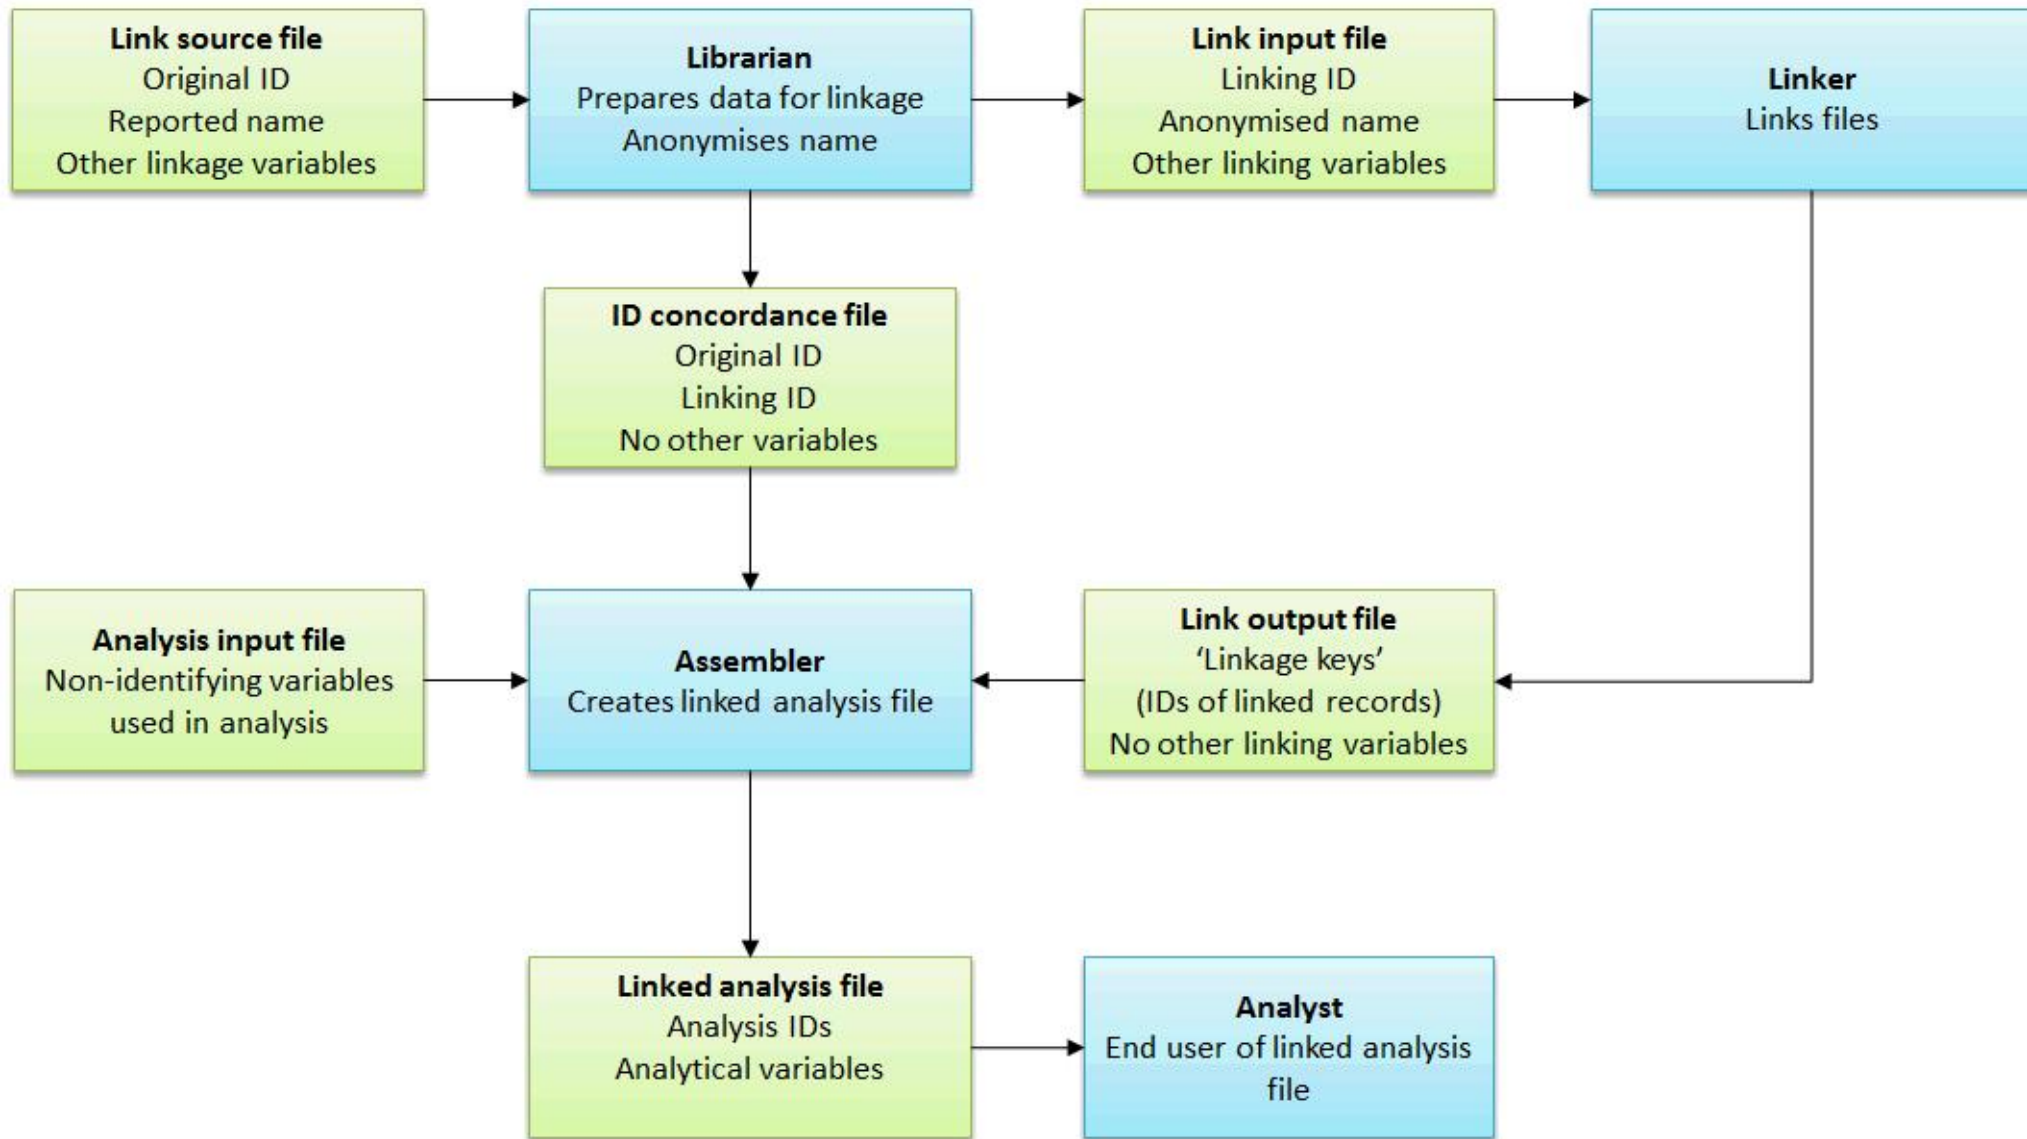 Link source file
Original ID
Reported name
Other linkage variables
Librarian
Prepares data for linkage
Anonymises name
Link input file
Linking ID
Anonymised name
Other linking variables
Linker
Links files
ID concordance file
Original ID
Linking ID
No other variables
Analysis input file
Non-identifying variables
used in analysis
Assembler
Creates linked analysis file
Link output file
‘Linkage keys’
(IDs of linked records)
No other linking variables
Linked analysis file
Analysis IDs
Analytical variables
Analyst
End user of linked analysis
file